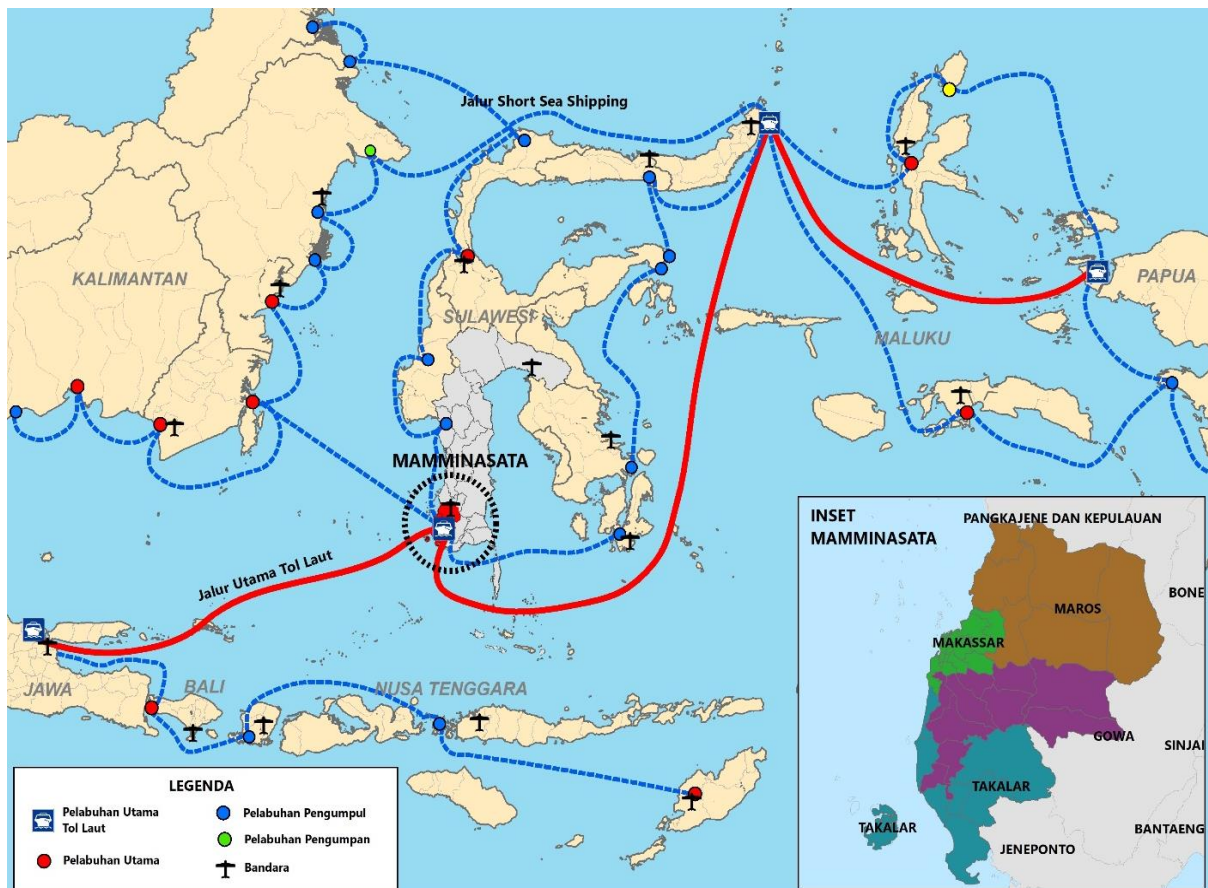 Jalur Short Sea Shipping
KALIMANTAN
SULAWESI
PAPUA
MALUKU
MAMMINASATA
Jalur Utama Tol Laut
JAWA
BALI
NUSA TENGGARA
LEGENDA
Pelabuhan Utama
Tol Laut
Pelabuhan Utama
Pelabuhan Pengumpul
Pelabuhan Pengumpan
Bandara
INSET
MAMMINASATA
PANGKAJENE DAN KEPULAUAN
BONE
MAROS
MAKASSAR
GOWA
SINJAI
TAKALAR
TAKALAR
BANTAENG
JENEPONTO